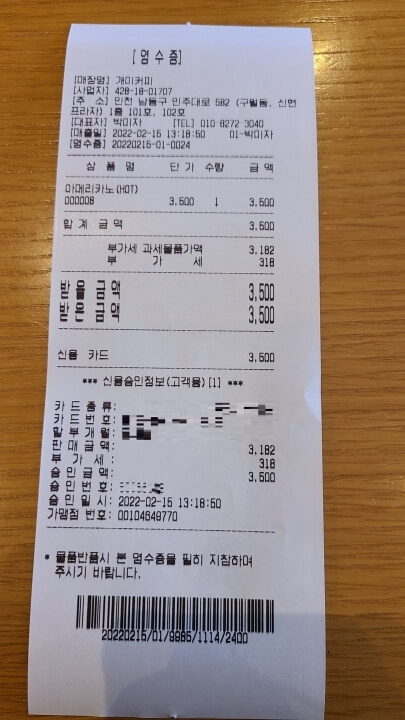 [영수증]
[매장명] 개미커피
[사업자] 428-18-01707
[주 소] 인천 남동구 민주대로 582 (구월동, 신면
프라자) 1층 101호, 102호
[대표자] 박미자 [TEL] 010 8272 3040
[매출일] 2022-02-15 13:18:50 01-박미자
[영수증] 20220215-01-0024
상 품 명 단 가 수량 금 액
아메리카노(HOT)
000008 3,500 1 3,500
합 계 금 액 3,500
부가세 과세물품가액 3,182
부 가 세 318
받을금액 3,500
받은금액 3,500
신용 카드 3,500
*** 신용승인정보(고객용) [1] ***
카 드 종 류 :
카 드 번 호 :
할 부 개 월 :
판 매 금 액 : 3,182
부 가 세 : 318
승 인 금 액 : 3,500
승 인 번 호 :
승 인 일 시 : 2022-02-15 13:18:50
가맹점 번호: 00104649770
* 물품반품시 본 영수증을 필히 지참하며
주시기 바랍니다.
20220215/01/9985/1114/2400